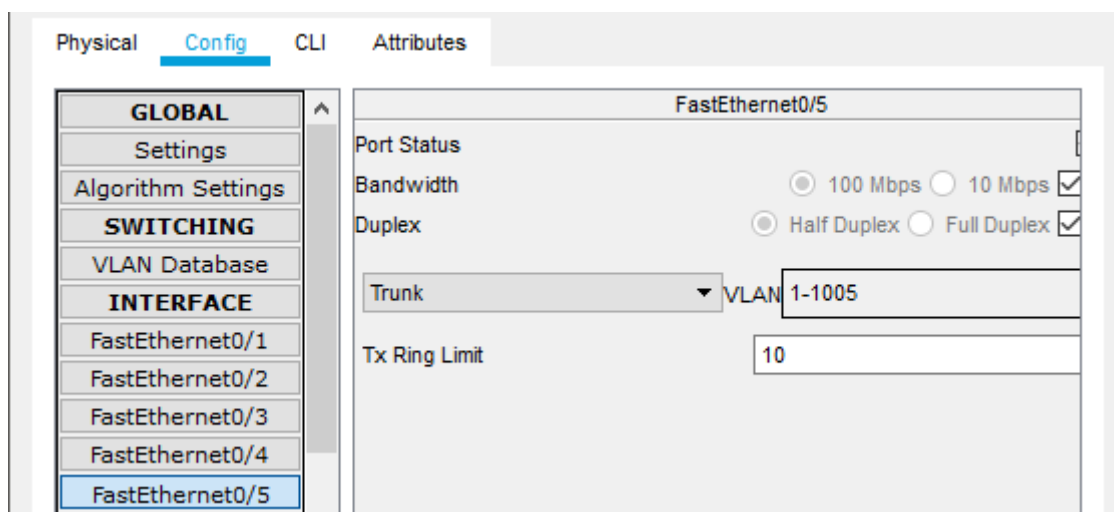 Physical Config CLI Attributes
GLOBAL
Settings
Algorithm Settings
SWITCHING
VLAN Database
INTERFACE
FastEthernet0/1
FastEthernet0/2
FastEthernet0/3
FastEthernet0/4
FastEthernet0/5
FastEthernet0/5
Port Status
Bandwidth 100 Mbps 10 Mbps
Duplex Half Duplex Full Duplex
Trunk VLAN 1-1005
Tx Ring Limit 10